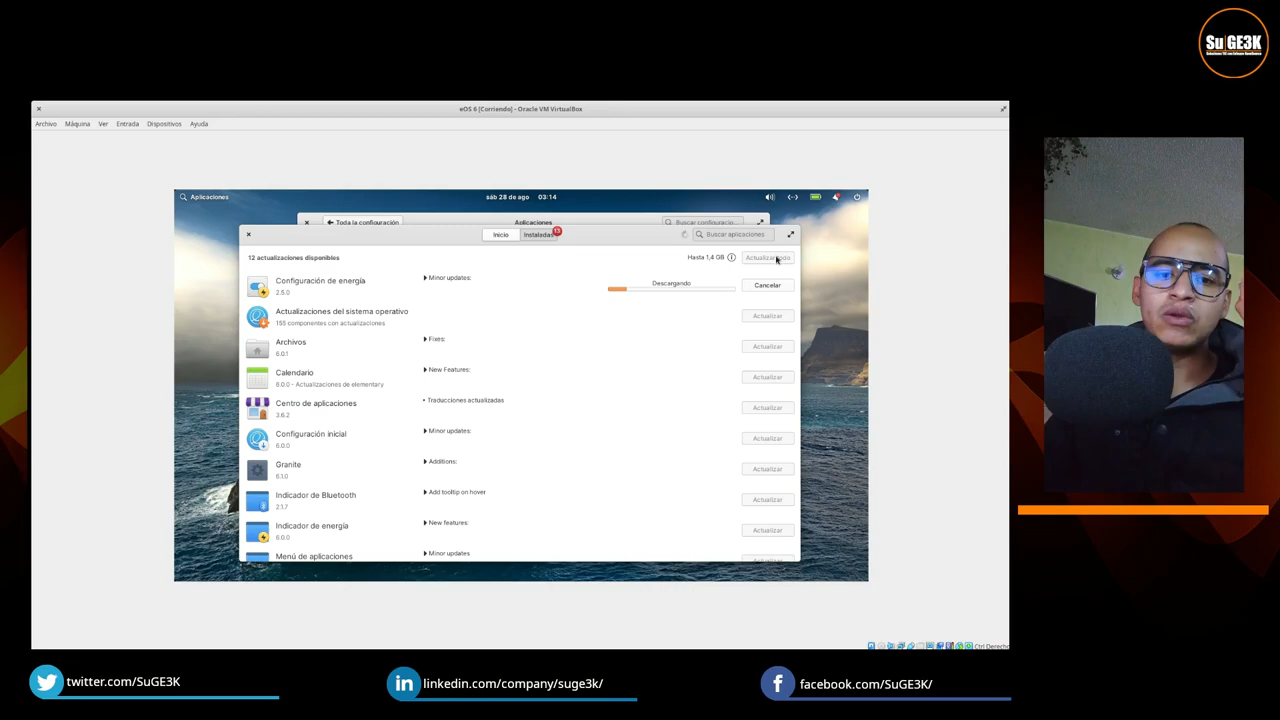 SuGE3K
eOS 6 [Corriendo] - Oracle VM VirtualBox
Archivo Máquina Ver Entrada Dispositivos Ayuda
Aplicaciones sáb 28 de ago 03:14
Toda la configuración Aplicaciones Buscar configuracio...
Inicio Instaladas 13 Buscar aplicaciones
12 actualizaciones disponibles Hasta 1,4 GB
Configuración de energía Minor updates: Descargando Cancelar
2.5.0
Actualizaciones del sistema operativo Actualizar
155 componentes con actualizaciones
Archivos Fixes: Actualizar
6.0.1
Calendario New Features: Actualizar
6.0.0 - Actualizaciones de elementary
Centro de aplicaciones • Traducciones actualizadas Actualizar
3.6.2
Configuración inicial Minor updates: Actualizar
6.0.0
Granite Additions: Actualizar
6.1.0
Indicador de Bluetooth Add tooltip on hover Actualizar
2.1.7
Indicador de energía New features: Actualizar
6.0.0
Menú de aplicaciones Minor updates
Ctrl Derecho
twitter.com/SuGE3K linkedin.com/company/suge3k/ facebook.com/SuGE3K/